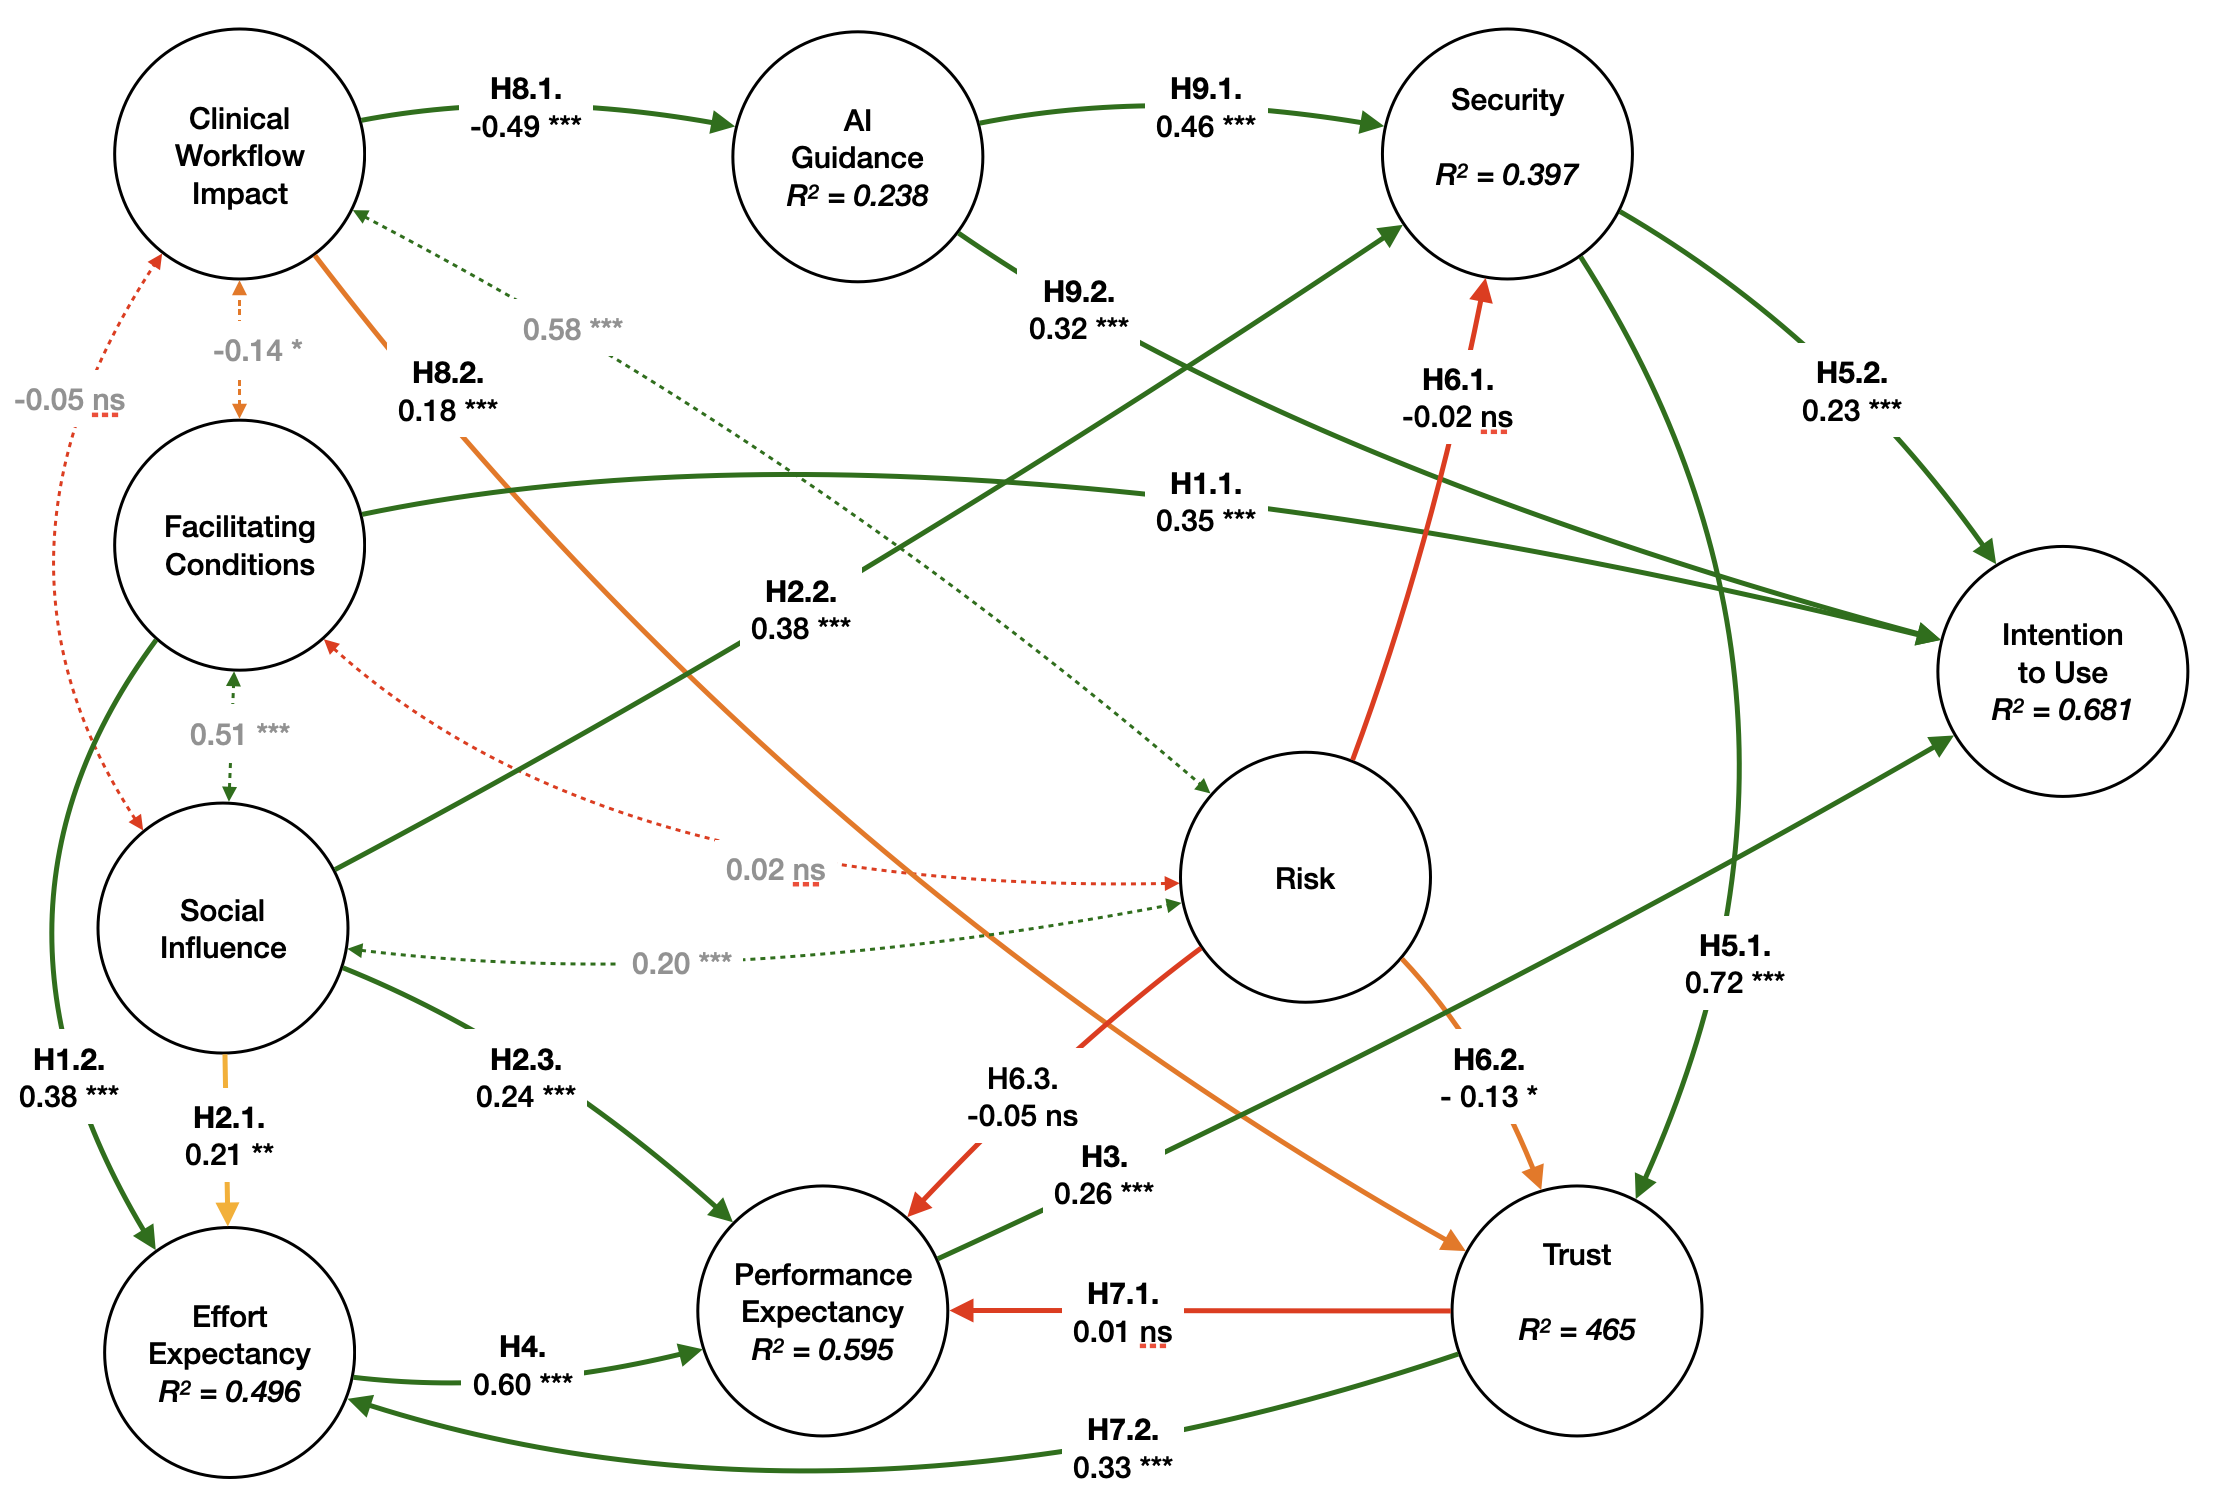 Clinical
Workflow
Impact
H8.1.
-0.49 ***
AI
Guidance
R² = 0.238
H9.1.
0.46 ***
Security
R² = 0.397
H9.2.
0.32 ***
0.58 ***
-0.14 *
-0.05 ns
H8.2.
0.18 ***
H6.1.
-0.02 ns
H5.2.
0.23 ***
Facilitating
Conditions
H1.1.
0.35 ***
H2.2.
0.38 ***
Intention
to Use
R² = 0.681
0.51 ***
0.02 ns
Risk
Social
Influence
0.20 ***
H5.1.
0.72 ***
H1.2.
0.38 ***
H2.1.
0.21 **
H2.3.
0.24 ***
H6.3.
-0.05 ns
H6.2.
- 0.13 *
H3.
0.26 ***
Effort
Expectancy
R² = 0.496
H4.
0.60 ***
Performance
Expectancy
R² = 0.595
H7.1.
0.01 ns
Trust
R² = 465
H7.2.
0.33 ***